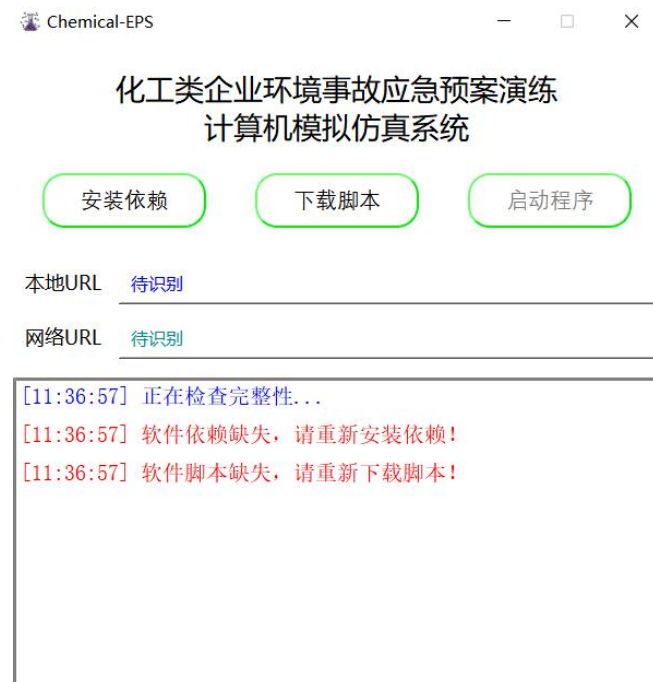 Chemical-EPS
化工类企业环境事故应急预案演练
计算机模拟仿真系统
安装依赖 下载脚本 启动程序
本地URL 待识别
网络URL 待识别
[11:36:57] 正在检查完整性...
[11:36:57] 软件依赖缺失，请重新安装依赖！
[11:36:57] 软件脚本缺失，请重新下载脚本！